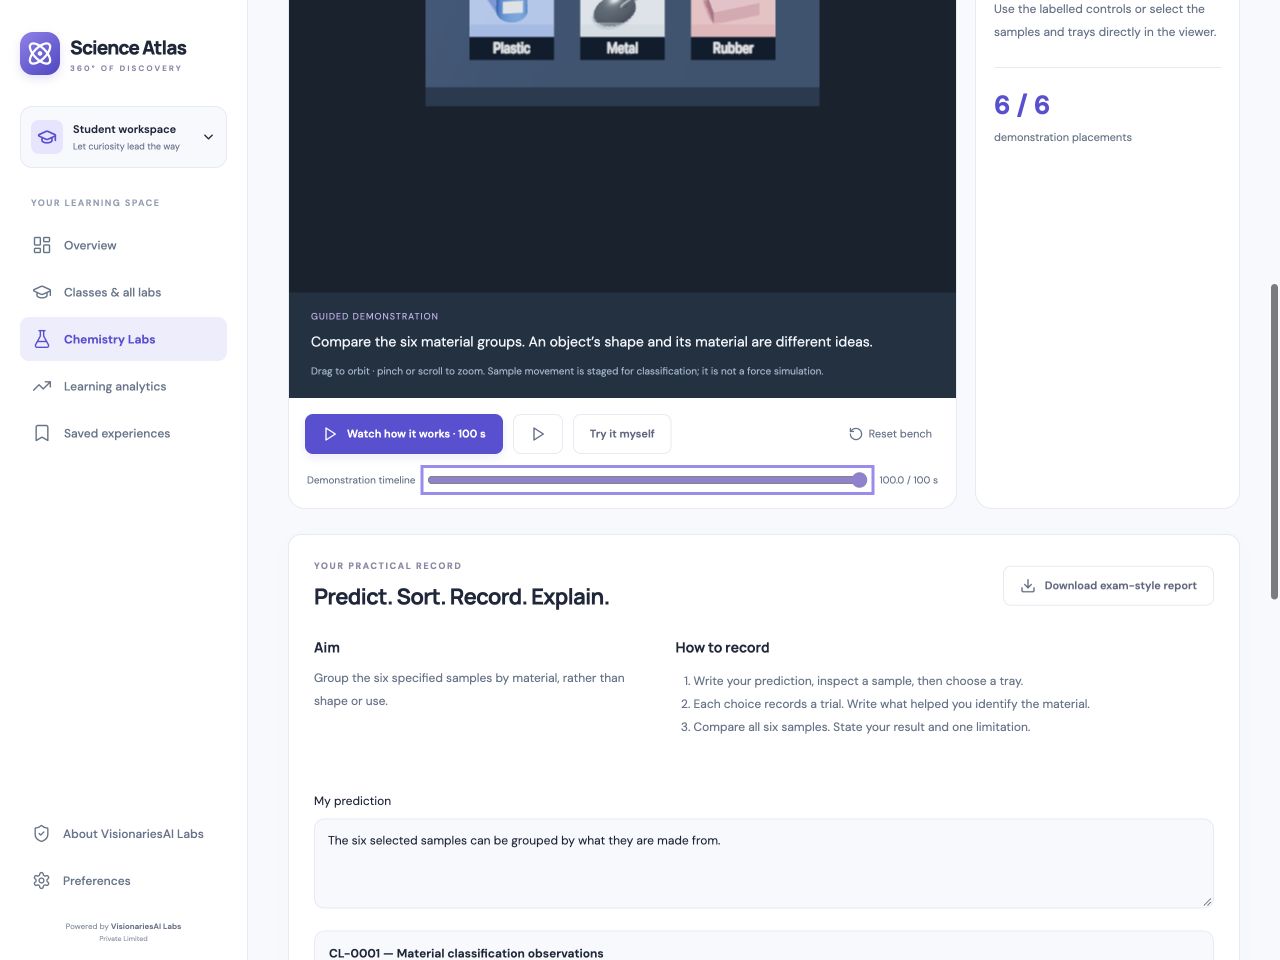 Science Atlas
360° OF DISCOVERY
Student workspace
Let curiosity lead the way
YOUR LEARNING SPACE
Overview
Classes & all labs
Chemistry Labs
Learning analytics
Saved experiences
About VisionariesAI Labs
Preferences
Powered by VisionariesAI Labs
Private Limited
Plastic
Metal
Rubber
GUIDED DEMONSTRATION
Compare the six material groups. An object’s shape and its material are different ideas.
Drag to orbit · pinch or scroll to zoom. Sample movement is staged for classification; it is not a force simulation.
Watch how it works · 100 s
Try it myself
Reset bench
Demonstration timeline
100.0 / 100 s
Use the labelled controls or select the
samples and trays directly in the viewer.
6 / 6
demonstration placements
YOUR PRACTICAL RECORD
Predict. Sort. Record. Explain.
Download exam-style report
Aim
Group the six specified samples by material, rather than
shape or use.
How to record
1. Write your prediction, inspect a sample, then choose a tray.
2. Each choice records a trial. Write what helped you identify the material.
3. Compare all six samples. State your result and one limitation.
My prediction
The six selected samples can be grouped by what they are made from.
CL-0001 — Material classification observations